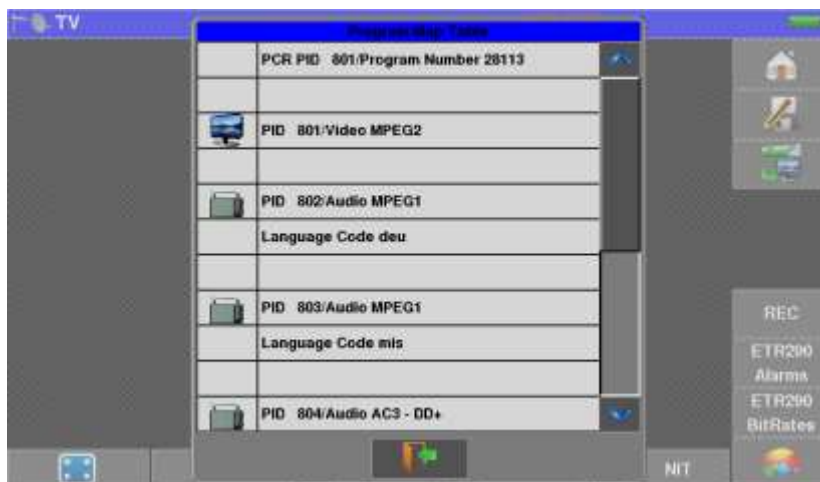 TV
Program Map Table
PCR PID 801/Program Number 28113
PID 801/Video MPEG2
PID 802/Audio MPEG1
Language Code deu
PID 803/Audio MPEG1
Language Code mis
PID 804/Audio AC3 - DD+
REC
ETR290
Alarms
ETR290
BitRates
NIT